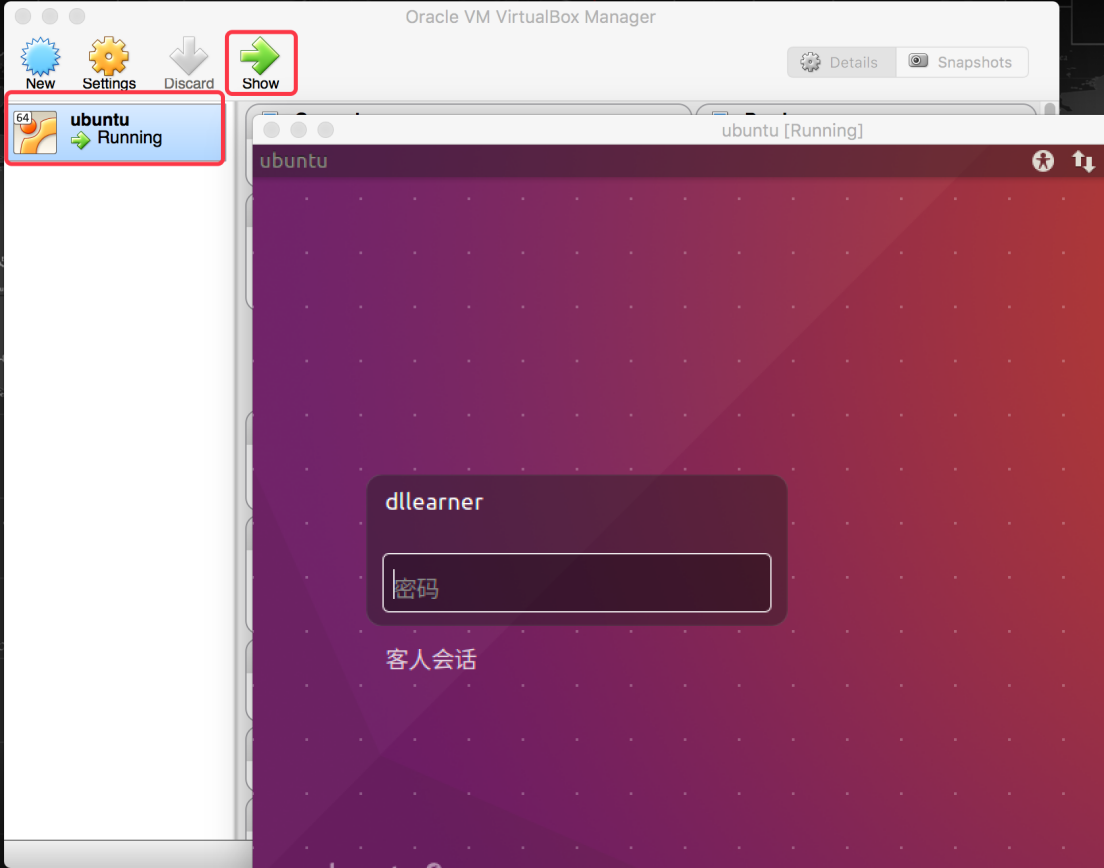 Oracle VM VirtualBox Manager
New Settings Discard Show
Details Snapshots
64
ubuntu
Running
ubuntu [Running]
ubuntu
dllearner
密码
客人会话